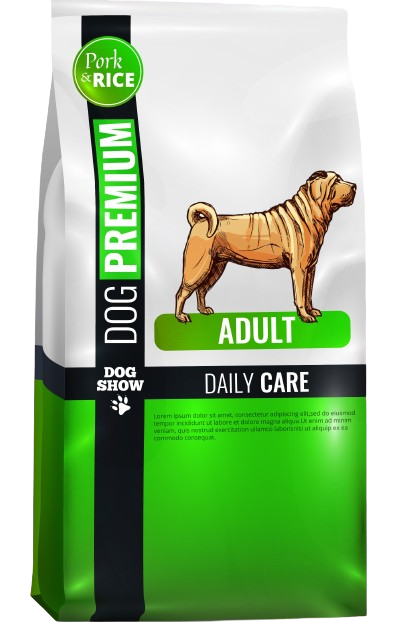 Pork
& RICE
DOG PREMIUM
ADULT
DOG
SHOW
DAILY CARE
Lorem ipsum dolor sit amet, consectetur adipiscing elit,sed do eiusmod
tempor incididunt ut labore et dolore magna aliqua.Ut enim ad minim
veniam, quis nostrud exercitation ullamco laborisnisi ut aliquip ex ea
commodo consequat.